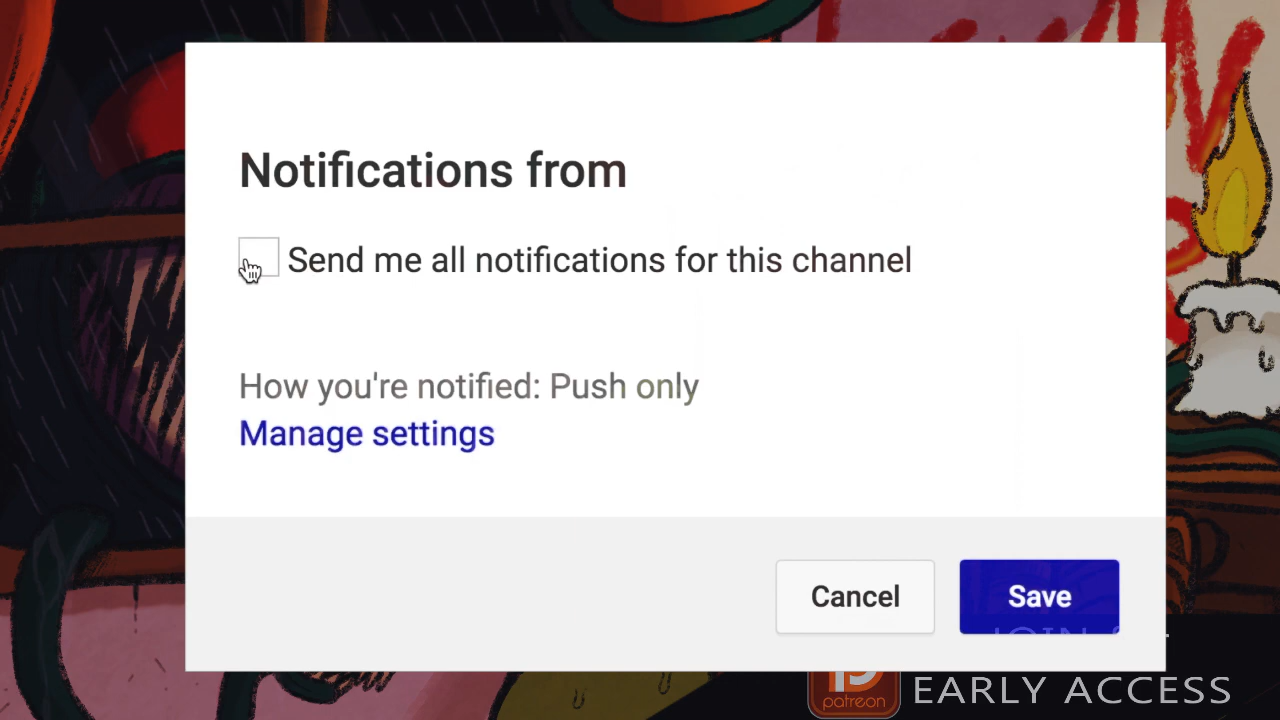 Notifications from
Send me all notifications for this channel
How you're notified: Push only
Manage settings
Cancel
Save
patreon
EARLY ACCESS